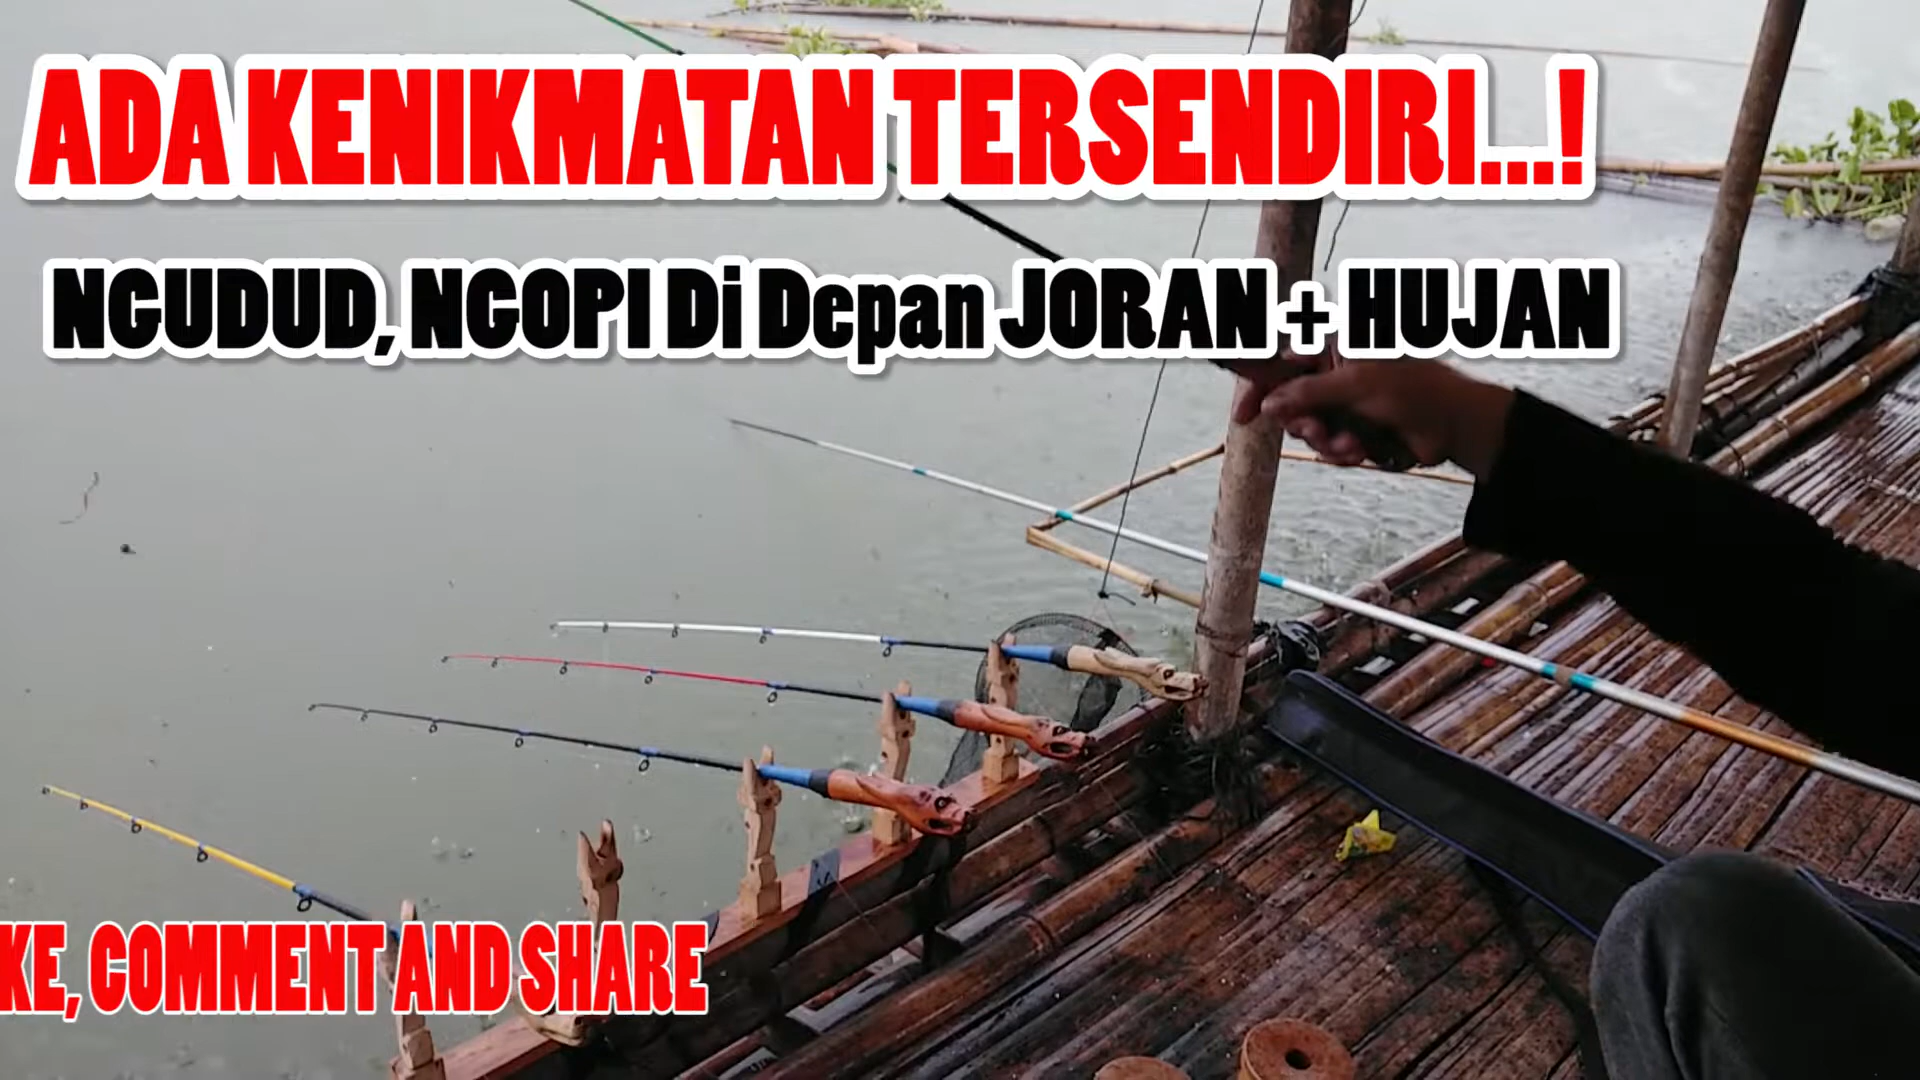 ADA KENIKMATAN TERSENDIRI...!
NGUDUD, NGOPI Di Depan JORAN + HUJAN
KE, COMMENT AND SHARE